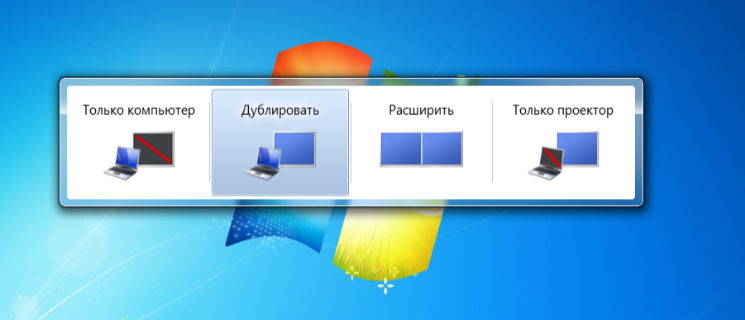 Только компьютер
Дублировать
Расширить
Только проектор